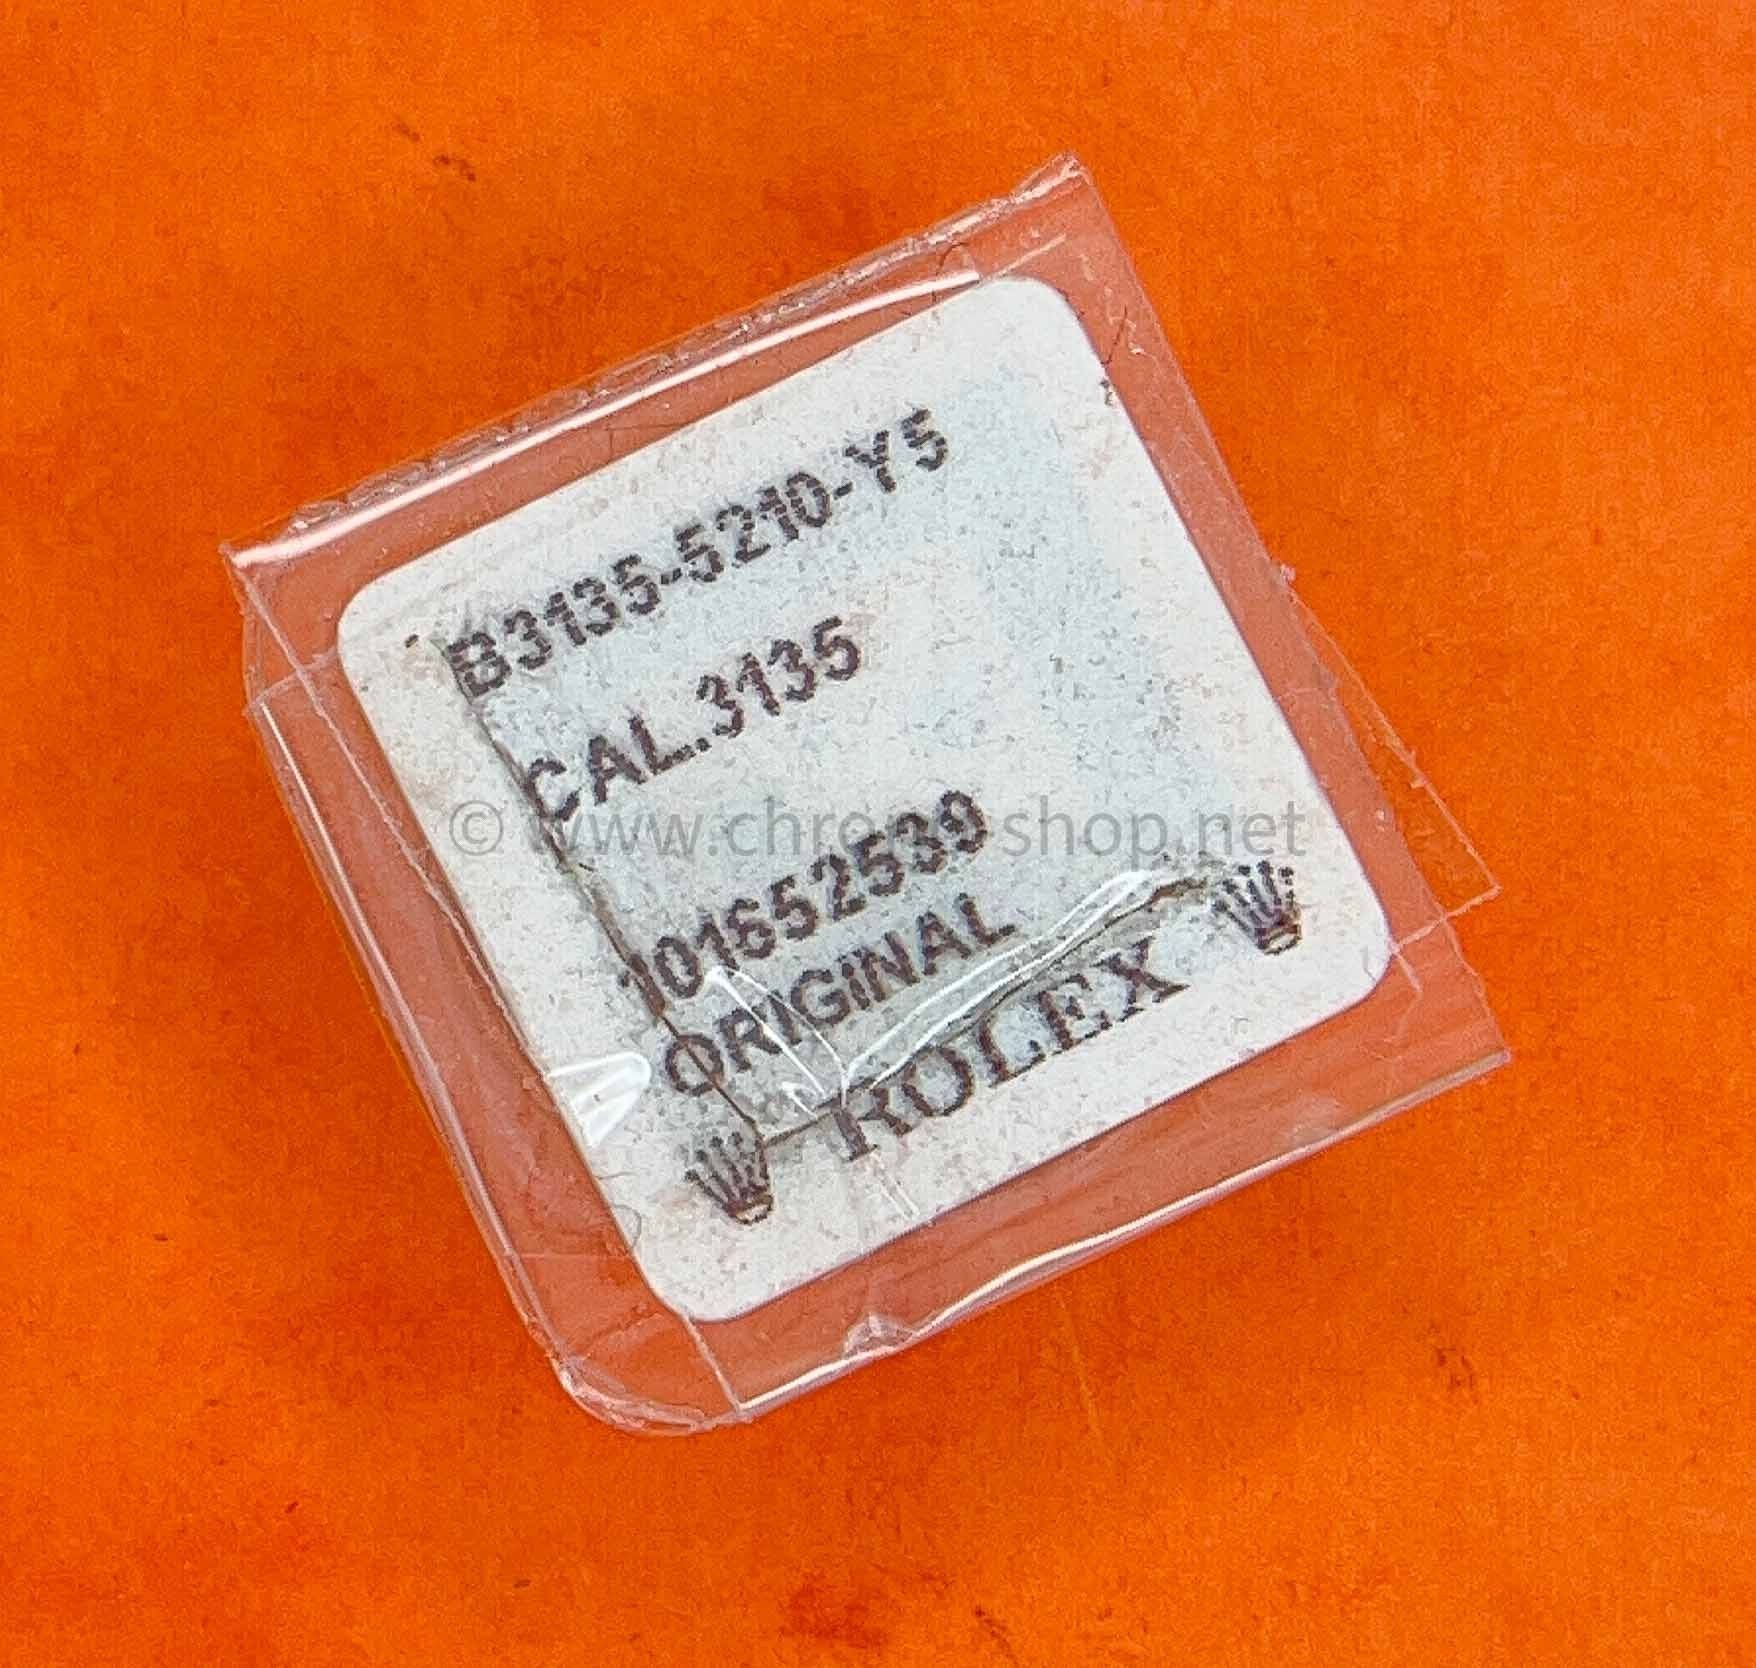 B3135-5210-Y5
CAL.3135
© www.chrono-shop.net
101652539
ORIGINAL
ROLEX